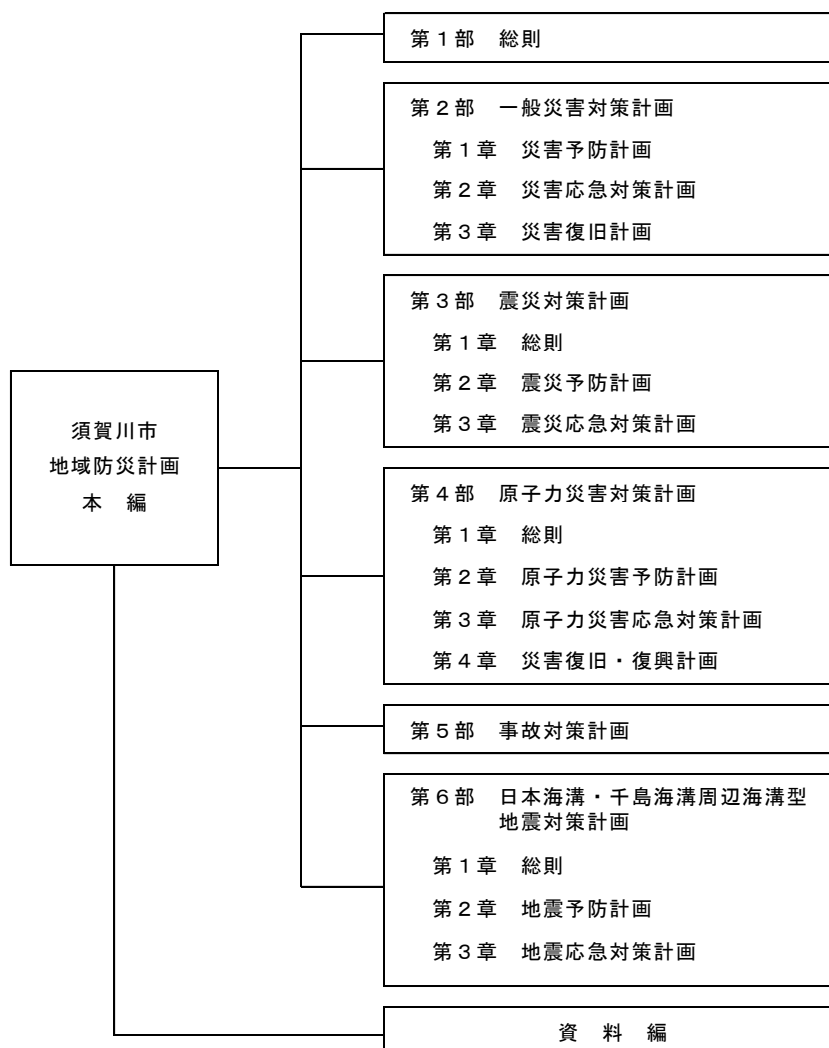 須賀川市
地域防災計画
本　編
第１部　総則
第２部　一般災害対策計画
第１章　災害予防計画
第２章　災害応急対策計画
第３章　災害復旧計画
第３部　震災対策計画
第１章　総則
第２章　震災予防計画
第３章　震災応急対策計画
第４部　原子力災害対策計画
第１章　総則
第２章　原子力災害予防計画
第３章　原子力災害応急対策計画
第４章　災害復旧・復興計画
第５部　事故対策計画
第６部　日本海溝・千島海溝周辺海溝型
地震対策計画
第１章　総則
第２章　地震予防計画
第３章　地震応急対策計画
資　料　編